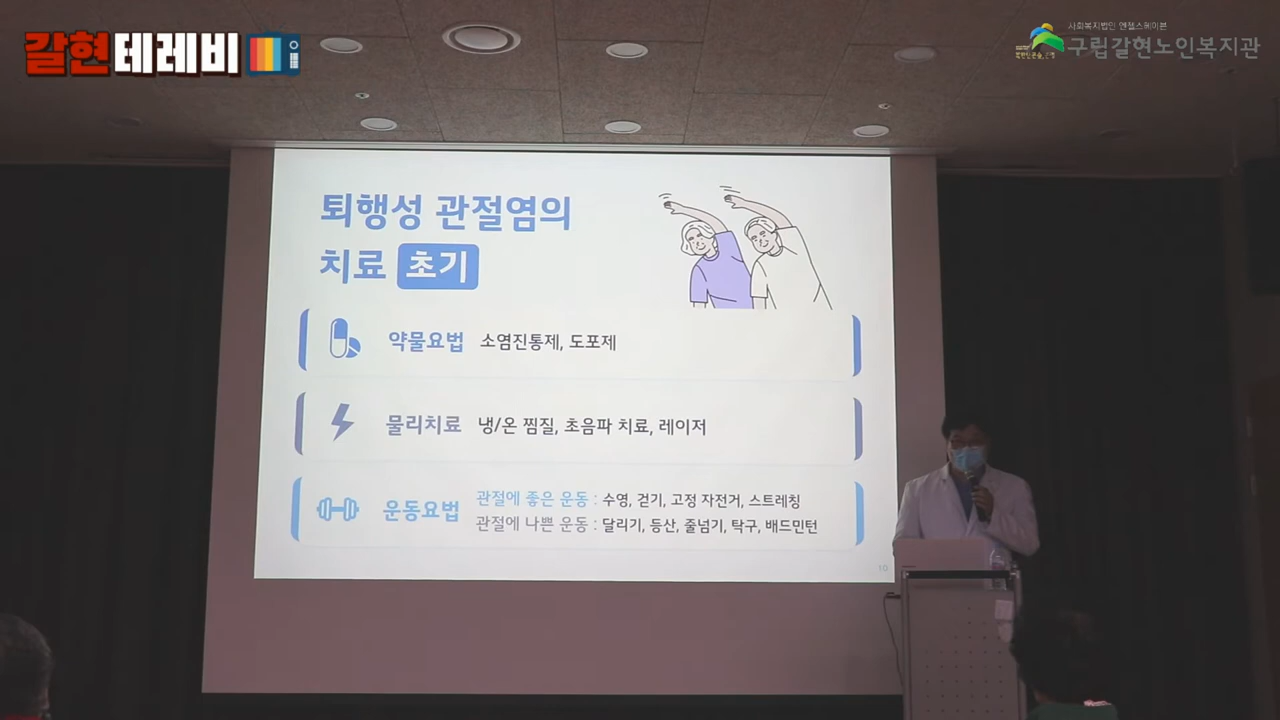 갈현테레비
사회복지법인 엔젤스헤이븐
구립갈현노인복지관
퇴행성 관절염의
치료 초기
약물요법 소염진통제, 도포제
물리치료 냉/온 찜질, 초음파 치료, 레이저
운동요법 관절에 좋은 운동 : 수영, 걷기, 고정 자전거, 스트레칭
관절에 나쁜 운동 : 달리기, 등산, 줄넘기, 탁구, 배드민턴
10